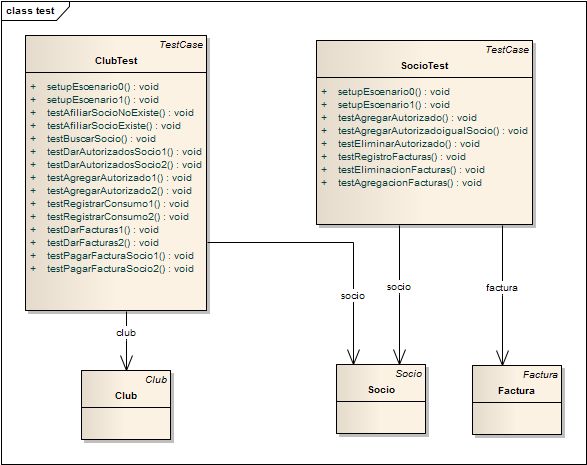 class test
TestCase
ClubTest
+ setupEscenario0() : void
+ setupEscenario1() : void
+ testAfiliarSocioNoExiste() : void
+ testAfiliarSocioExiste() : void
+ testBuscarSocio() : void
+ testDarAutorizadosSocio1() : void
+ testDarAutorizadosSocio2() : void
+ testAgregarAutorizado1() : void
+ testAgregarAutorizado2() : void
+ testRegistrarConsumo1() : void
+ testRegistrarConsumo2() : void
+ testDarFacturas1() : void
+ testDarFacturas2() : void
+ testPagarFacturaSocio1() : void
+ testPagarFacturaSocio2() : void
TestCase
SocioTest
+ setupEscenario0() : void
+ setupEscenario1() : void
+ testAgregarAutorizado() : void
+ testAgregarAutorizadoigualSocio() : void
+ testEliminarAutorizado() : void
+ testRegistroFacturas() : void
+ testEliminacionFacturas() : void
+ testAgregacionFacturas() : void
club
socio
socio
factura
Club
Club
Socio
Socio
Factura
Factura